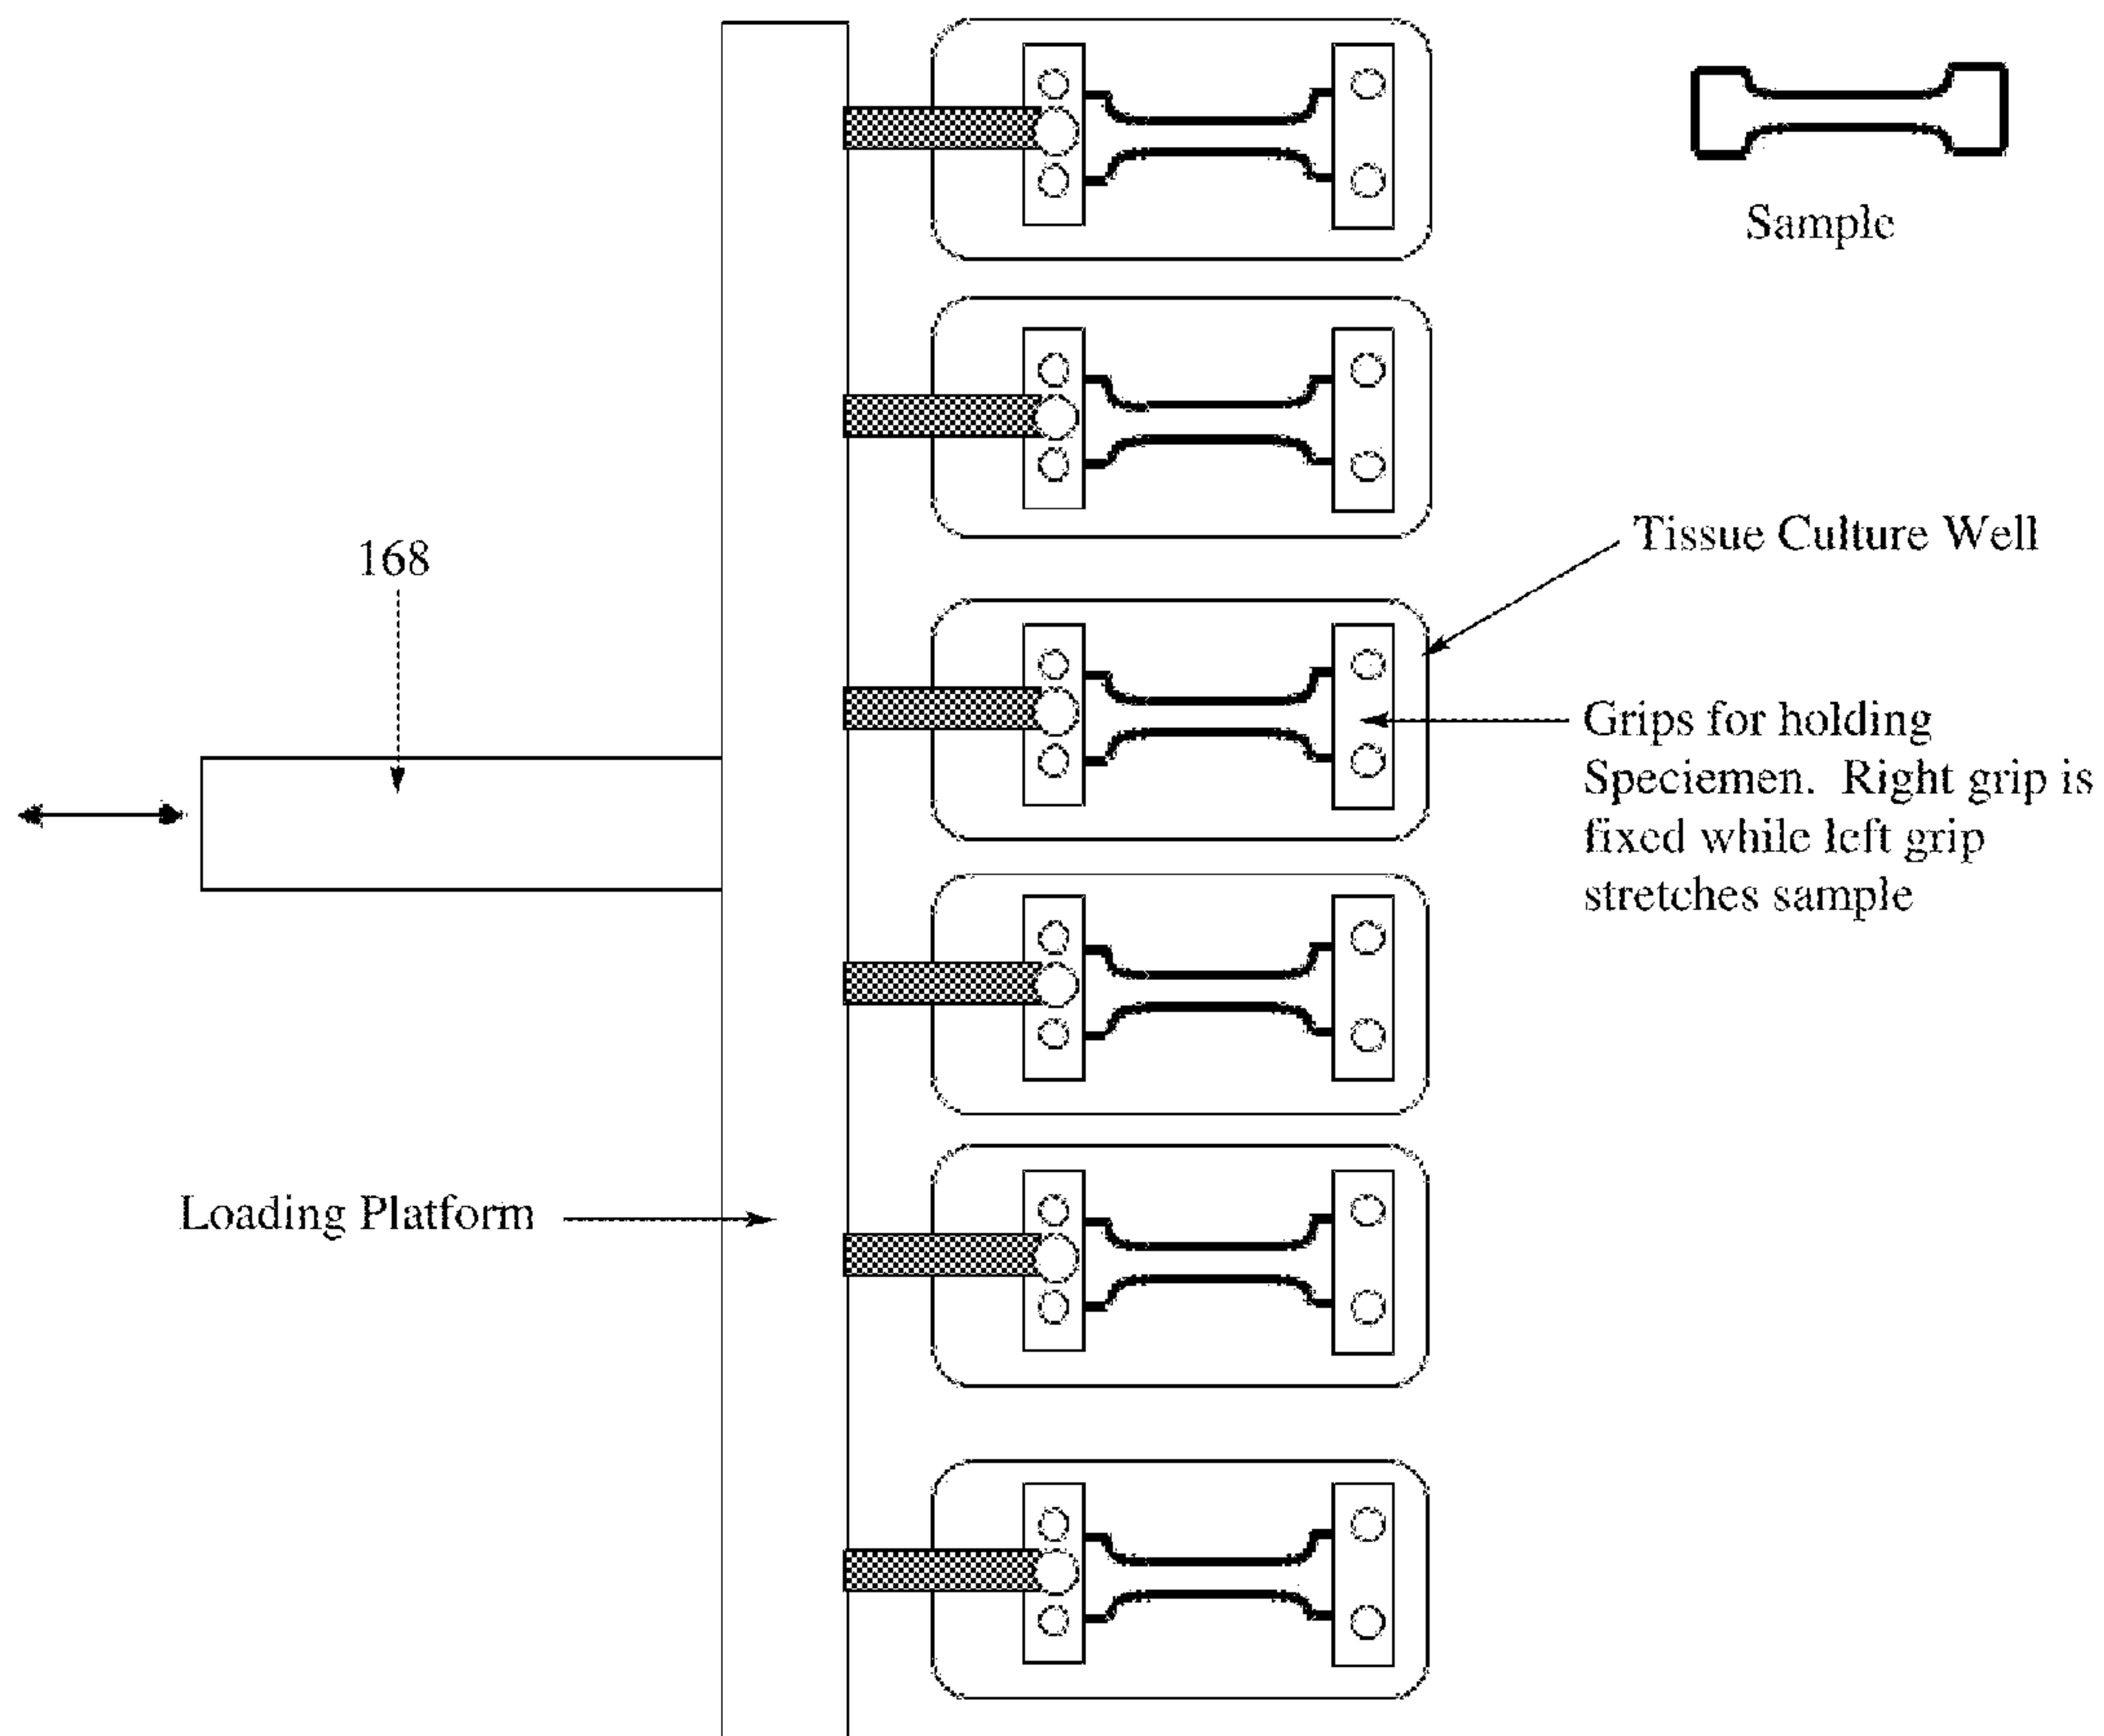 Sample
Tissue Culture Well
168
Grips for holding
Speciemen. Right grip is
fixed while left grip
stretches sample
Loading Platform